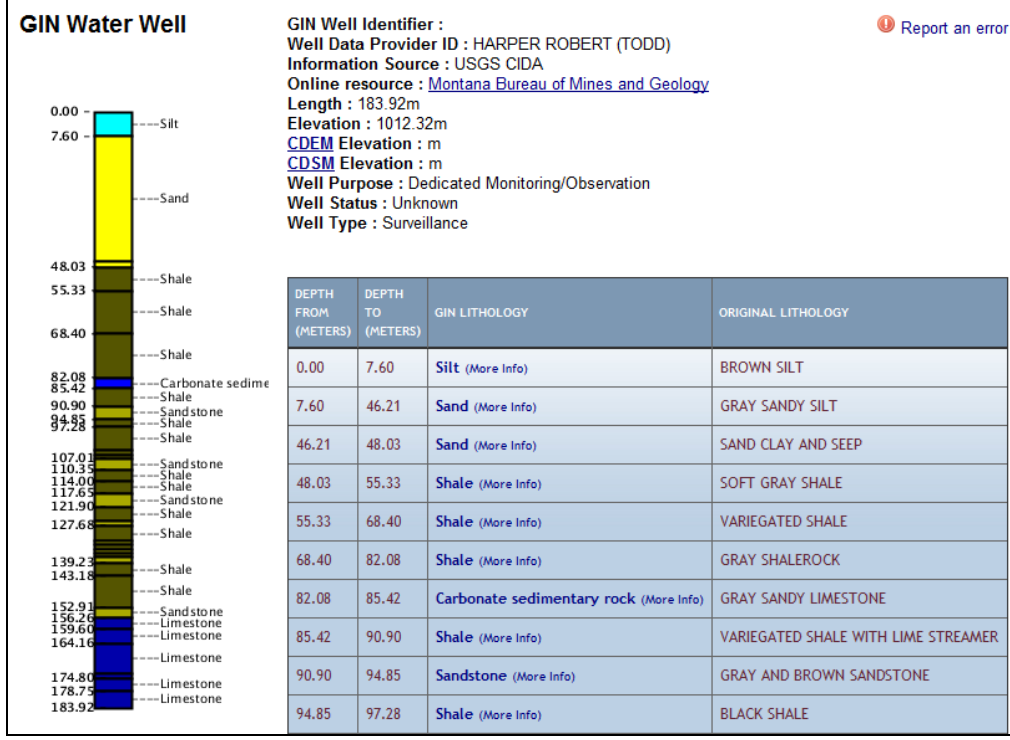 GIN Water Well
GIN Well Identifier :
Well Data Provider ID : HARPER ROBERT (TODD)
Information Source : USGS CIDA
Online resource : Montana Bureau of Mines and Geology
Length : 183.92m
Elevation : 1012.32m
CDEM Elevation : m
CDSM Elevation : m
Well Purpose : Dedicated Monitoring/Observation
Well Status : Unknown
Well Type : Surveillance
Report an error
0.00
Silt
7.60
Sand
48.03
Shale
55.33
Shale
68.40
Shale
82.08
Carbonate sedime
85.42
Shale
90.90
Sandstone
94.85
Shale
97.28
Shale
107.01
Sandstone
110.35
Shale
114.00
Shale
117.65
Sandstone
121.90
Shale
127.68
Shale
139.23
Shale
143.18
Shale
152.91
Sandstone
156.26
Limestone
159.60
Limestone
164.16
Limestone
174.80
Limestone
178.75
Limestone
183.92
DEPTH FROM (METERS) DEPTH TO (METERS) GIN LITHOLOGY ORIGINAL LITHOLOGY
0.00 7.60 Silt (More Info) BROWN SILT
7.60 46.21 Sand (More Info) GRAY SANDY SILT
46.21 48.03 Sand (More Info) SAND CLAY AND SEEP
48.03 55.33 Shale (More Info) SOFT GRAY SHALE
55.33 68.40 Shale (More Info) VARIEGATED SHALE
68.40 82.08 Shale (More Info) GRAY SHALEROCK
82.08 85.42 Carbonate sedimentary rock (More Info) GRAY SANDY LIMESTONE
85.42 90.90 Shale (More Info) VARIEGATED SHALE WITH LIME STREAMER
90.90 94.85 Sandstone (More Info) GRAY AND BROWN SANDSTONE
94.85 97.28 Shale (More Info) BLACK SHALE